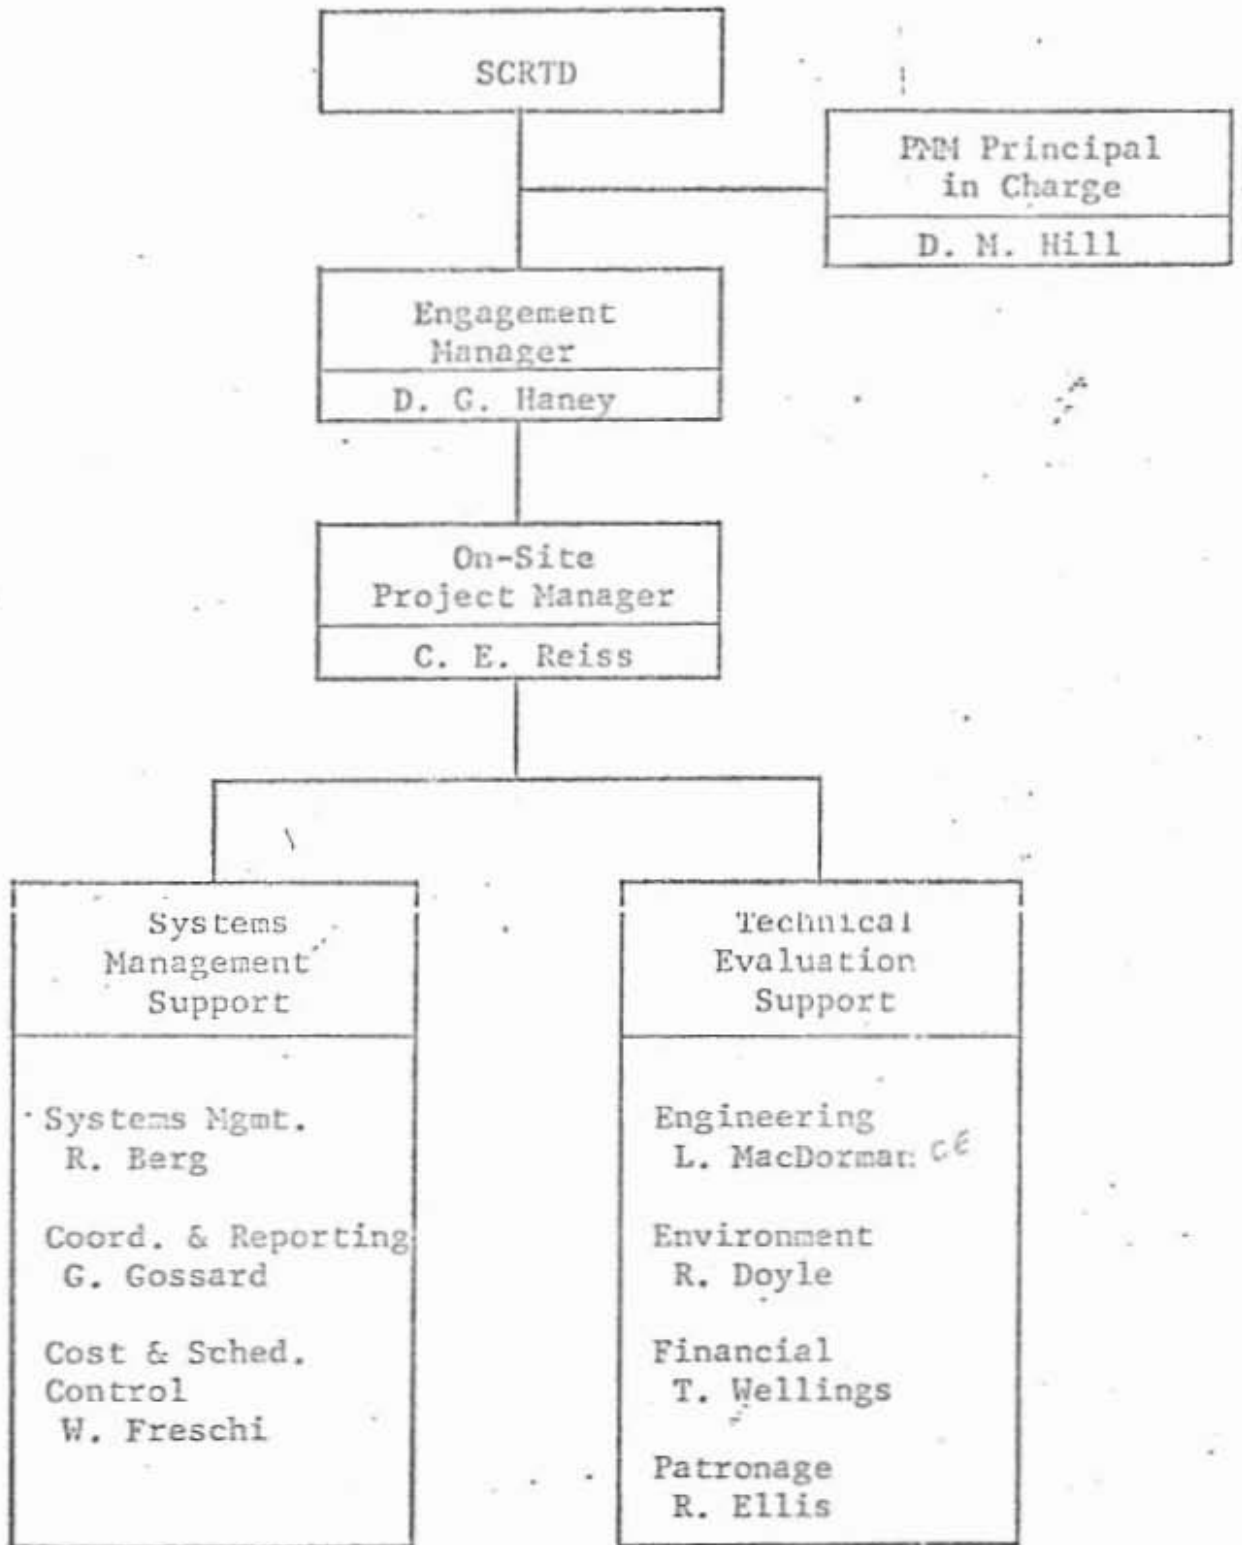 SCRTD
PMM Principal
in Charge
D. M. Hill
Engagement
Manager
D. G. Haney
On-Site
Project Manager
C. E. Reiss
Systems
Management
Support
Systems Mgmt.
R. Berg
Coord. & Reporting
G. Gossard
Cost & Sched.
Control
W. Freschi
Technical
Evaluation
Support
Engineering
L. MacDorman CE
Environment
R. Doyle
Financial
T. Wellings
Patronage
R. Ellis